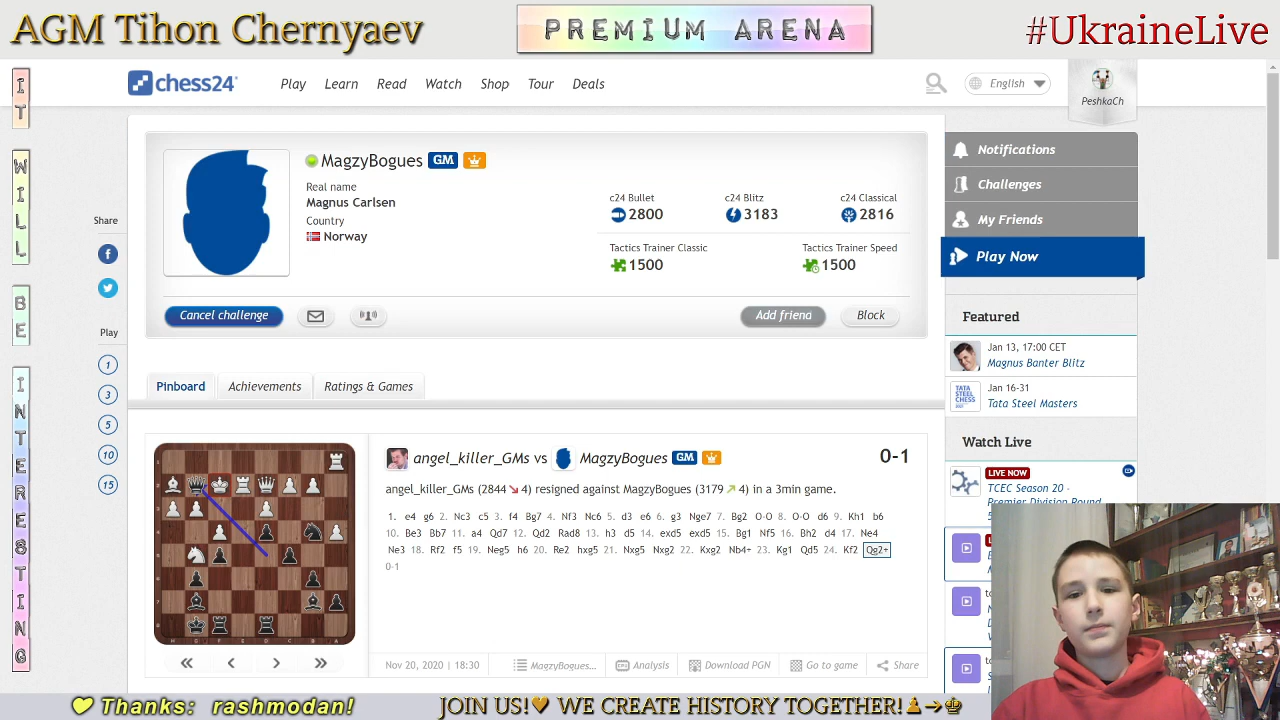 AGM Tihon Chernyaev
PREMIUM ARENA
#UkraineLive
IT WILL BE INTERESTING
chess24
Play Learn Read Watch Shop Tour Deals
English
PeshkaCh
MagzyBogues GM
Real name
Magnus Carlsen
Country
Norway
c24 Bullet
2800
c24 Blitz
3183
c24 Classical
2816
Tactics Trainer Classic
1500
Tactics Trainer Speed
1500
Cancel challenge
Add friend
Block
Share
Play
1
3
5
10
15
Notifications
Challenges
My Friends
Play Now
Featured
Jan 13, 17:00 CET
Magnus Banter Blitz
TATA STEEL CHESS
Jan 16-31
Tata Steel Masters
Watch Live
LIVE NOW
TCEC Season 20 -
Premier Division Round
Pinboard
Achievements
Ratings & Games
angel_killer_GMs vs MagzyBogues GM 0-1
angel_killer_GMs (2844 ↘ 4) resigned against MagzyBogues (3179 ↗ 4) in a 3min game.
1. e4 g6 2. Nc3 c5 3. f4 Bg7 4. Nf3 Nc6 5. d3 e6 6. g3 Nge7 7. Bg2 O-O 8. O-O d6 9. Kh1 b6
10. Be3 Bb7 11. a4 Qd7 12. Qd2 Rad8 13. h3 d5 14. exd5 exd5 15. Bg1 Nf5 16. Bh2 d4 17. Ne4
Ne3 18. Rf2 f5 19. Neg5 h6 20. Re2 hxg5 21. Nxg5 Nxg2 22. Kxg2 Nb4+ 23. Kg1 Qd5 24. Kf2 Qg2+
0-1
Nov 20, 2020 | 18:30
MagzyBogues...
Analysis
Download PGN
Go to game
Share
Thanks: rashmodan!
JOIN US! WE CREATE HISTORY TOGETHER!